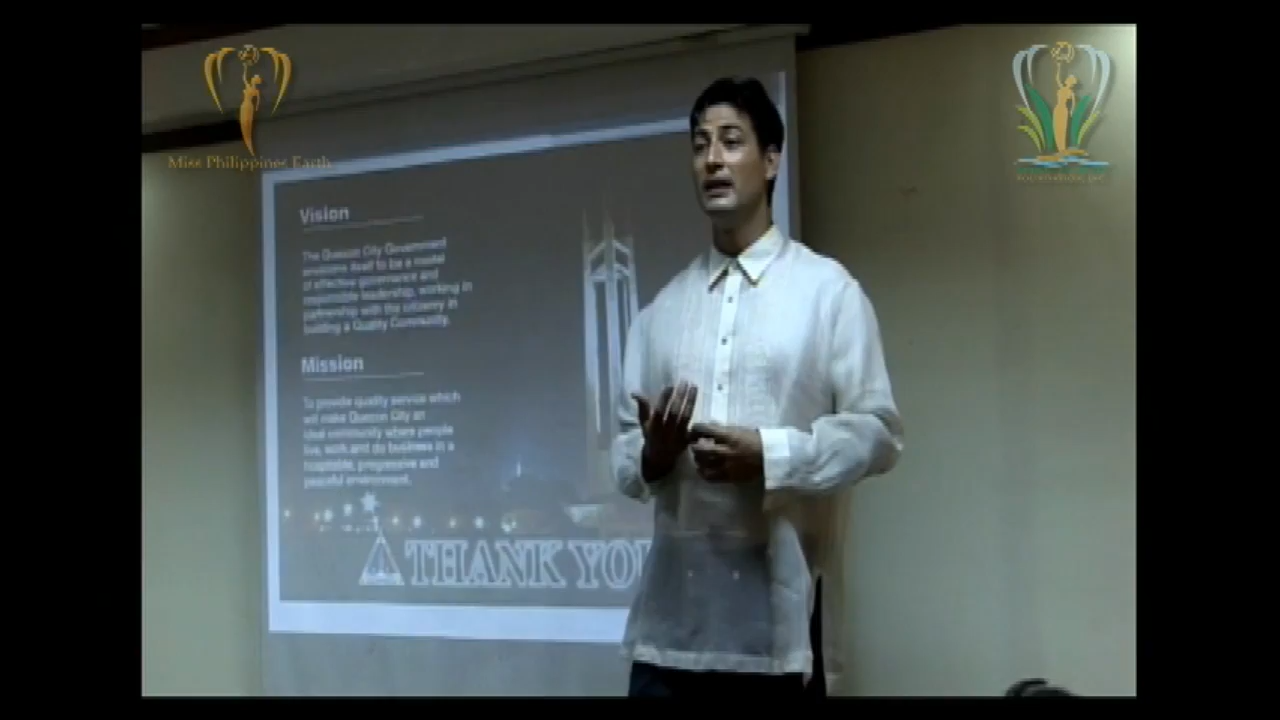 Miss Philippines Earth
Vision
The Quezon City Government
envisions itself to be a model
of effective governance and
responsible leadership, working in
partnership with the citizenry in
building a Quality Community.
Mission
To provide quality service which
will make Quezon City an
ideal community where people
live, work and do business in a
hospitable, progressive and
peaceful environment.
THANK YOU